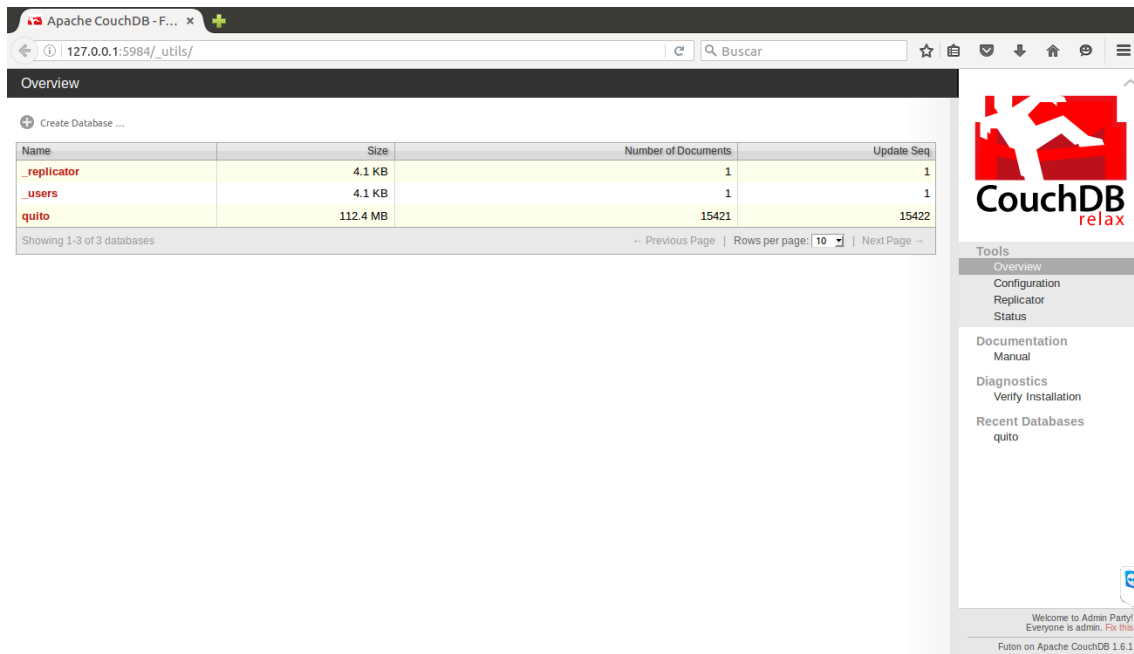 Apache CouchDB - F... ×
127.0.0.1:5984/_utils/
Buscar
Overview
Create Database ...
Name Size Number of Documents Update Seq
_replicator 4.1 KB 1 1
_users 4.1 KB 1 1
quito 112.4 MB 15421 15422
Showing 1-3 of 3 databases ← Previous Page | Rows per page: 10 | Next Page →
CouchDB
relax
Tools
Overview
Configuration
Replicator
Status
Documentation
Manual
Diagnostics
Verify Installation
Recent Databases
quito
Welcome to Admin Party!
Everyone is admin. Fix this
Futon on Apache CouchDB 1.6.1